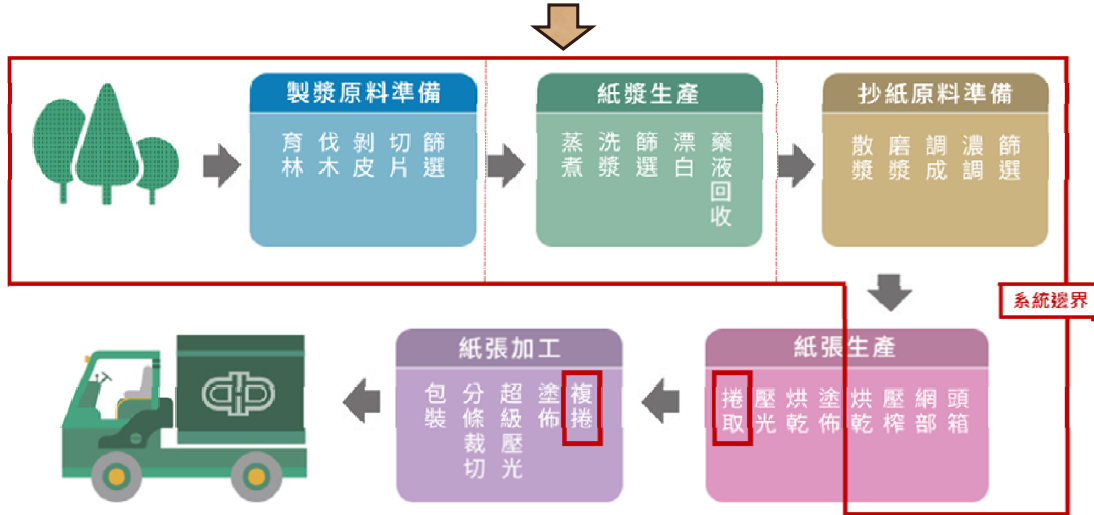 製漿原料準備
育林
伐木
剝皮
切片
篩選
紙漿生產
蒸煮
洗漿
篩選
漂白
藥液回收
抄紙原料準備
散漿
磨漿
調成
濃調
篩選
系統邊界
紙張生產
頭箱
網部
壓榨
烘乾
塗佈
烘乾
壓光
捲取
紙張加工
複捲
塗佈
超級壓光
分條裁切
包裝